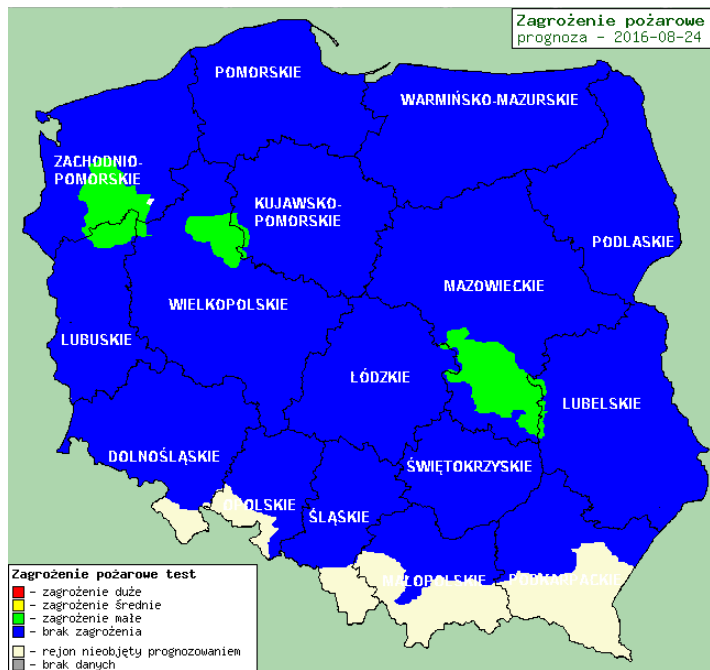 Zagrożenie pożarowe
prognoza - 2016-08-24
POMORSKIE
WARMIŃSKO-MAZURSKIE
ZACHODNIO-
POMORSKIE
KUJAWSKO-
POMORSKIE
PODLASKIE
MAZOWIECKIE
WIELKOPOLSKIE
LUBUSKIE
ŁÓDZKIE
LUBELSKIE
DOLNOŚLĄSKIE
ŚWIĘTOKRZYSKIE
OPOLSKIE
ŚLĄSKIE
MAŁOPOLSKIE
PODKARPACKIE
Zagrożenie pożarowe test
- zagrożenie duże
- zagrożenie średnie
- zagrożenie małe
- brak zagrożenia
- rejon nieobjęty prognozowaniem
- brak danych